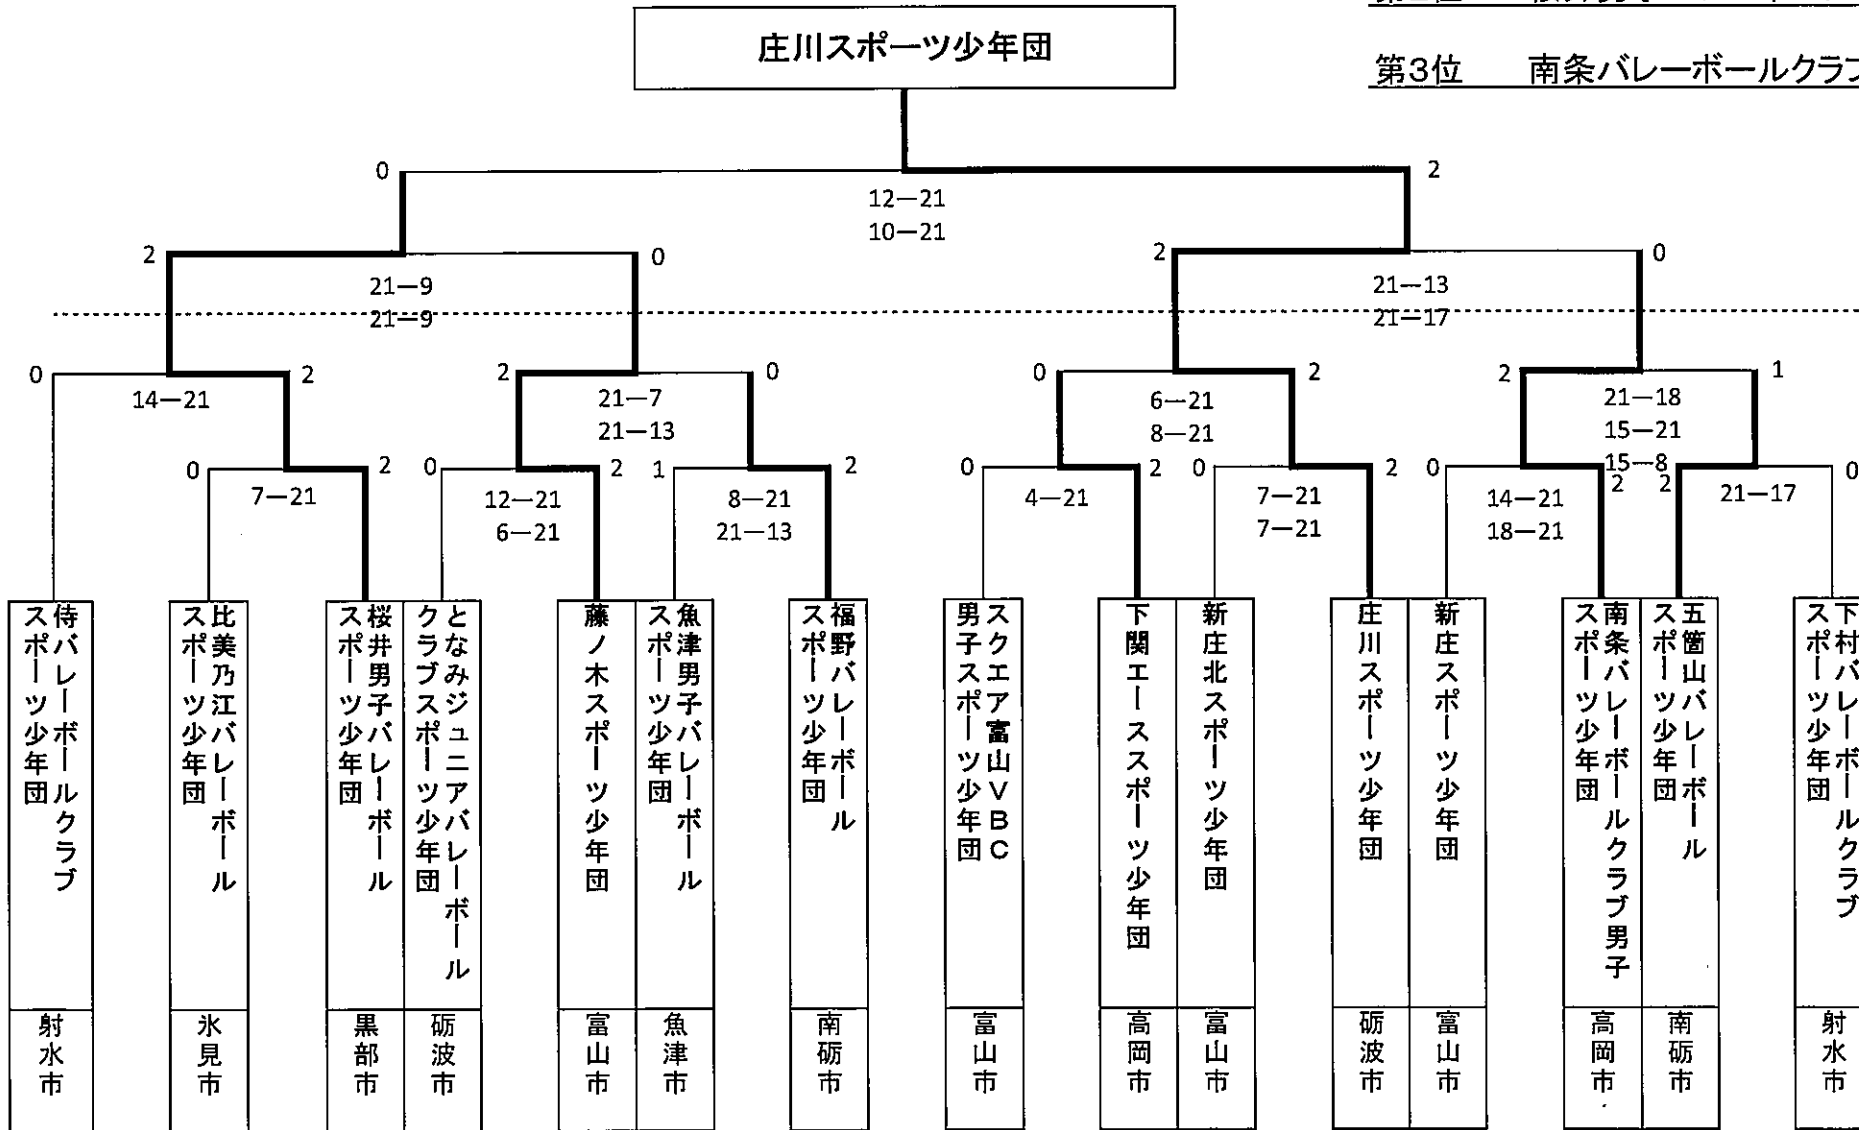 庄川スポーツ少年団
第3位 南条バレーボールクラブ
0
2
12―21
10―21
2
0
2
0
21―9
21―9
21―13
21―17
0
2
2
0
0
2
2
1
14―21
21―7
21―13
6―21
8―21
21―18
15―21
15―8
0
2
0
2
1
2
0
2
0
2
0
2
2
0
7―21
12―21
6―21
8―21
21―13
4―21
7―21
7―21
14―21
18―21
21―17
侍バレーボールクラブ
スポーツ少年団
射水市
比美乃江バレーボール
スポーツ少年団
氷見市
桜井男子バレーボール
スポーツ少年団
黒部市
となみジュニアバレーボール
クラブスポーツ少年団
砺波市
藤ノ木スポーツ少年団
富山市
魚津男子バレーボール
スポーツ少年団
魚津市
福野バレーボール
スポーツ少年団
南砺市
スクエア富山VBC
男子スポーツ少年団
富山市
下関エーススポーツ少年団
高岡市
新庄北スポーツ少年団
富山市
庄川スポーツ少年団
砺波市
新庄スポーツ少年団
富山市
南条バレーボールクラブ男子
スポーツ少年団
高岡市
五箇山バレーボール
スポーツ少年団
南砺市
下村バレーボールクラブ
スポーツ少年団
射水市